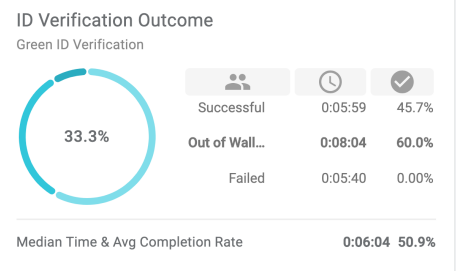 ID Verification Outcome
Green ID Verification
33.3%
Successful 0:05:59 45.7%
Out of Wall... 0:08:04 60.0%
Failed 0:05:40 0.00%
Median Time & Avg Completion Rate 0:06:04 50.9%